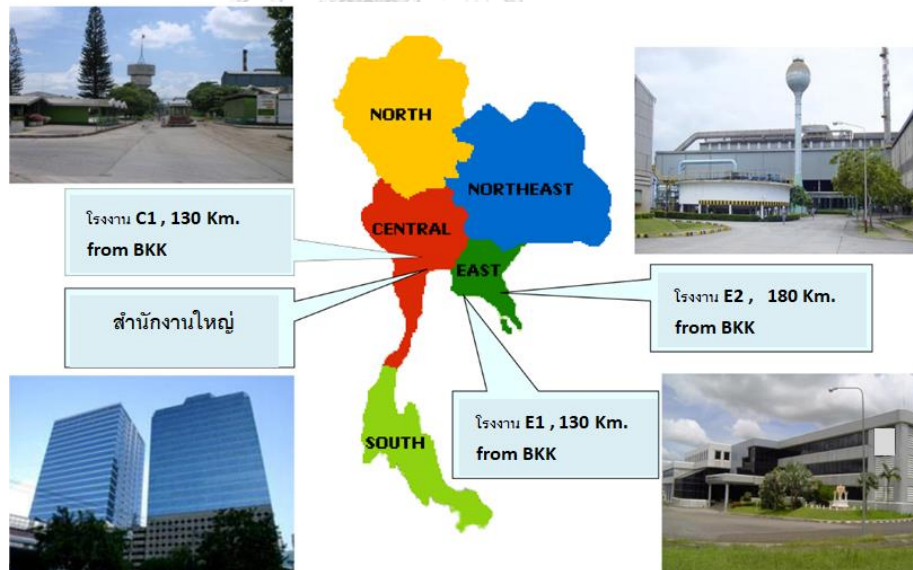 NORTH
NORTHEAST
โรงงาน C1 , 130 Km.
from BKK
CENTRAL
EAST
สำนักงานใหญ่
โรงงาน E2 , 180 Km.
from BKK
โรงงาน E1 , 130 Km.
from BKK
SOUTH